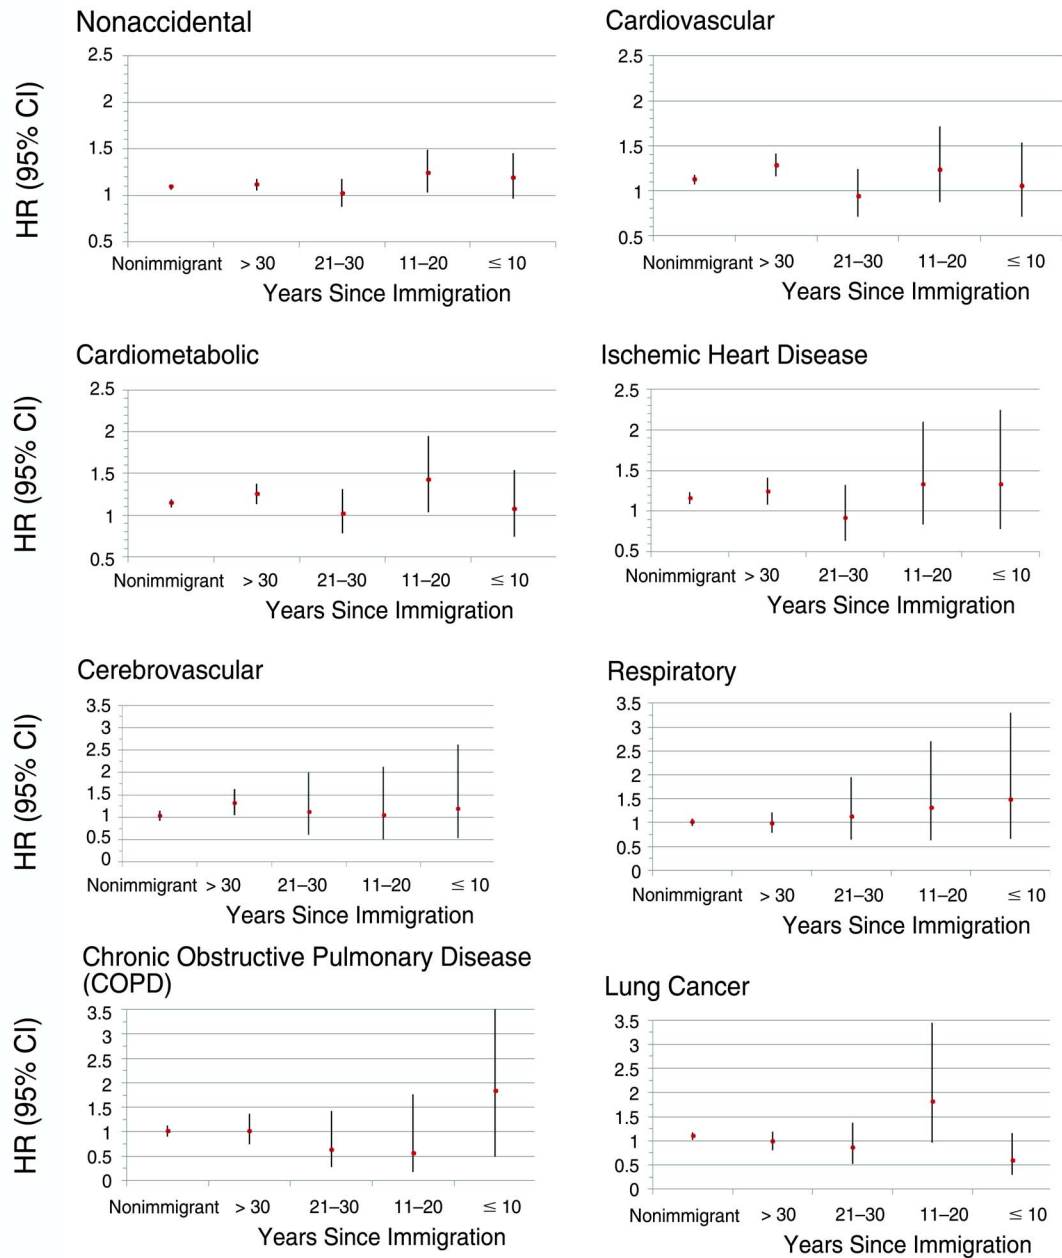 Nonaccidental
HR (95% CI)
2.5
2
1.5
1
0.5
Nonimmigrant > 30 21–30 11–20 ≤ 10
Years Since Immigration
Cardiovascular
2.5
2
1.5
1
0.5
Nonimmigrant > 30 21–30 11–20 ≤ 10
Years Since Immigration
Cardiometabolic
HR (95% CI)
2.5
2
1.5
1
0.5
Nonimmigrant > 30 21–30 11–20 ≤ 10
Years Since Immigration
Ischemic Heart Disease
2.5
2
1.5
1
0.5
Nonimmigrant > 30 21–30 11–20 ≤ 10
Years Since Immigration
Cerebrovascular
HR (95% CI)
3.5
3
2.5
2
1.5
1
0.5
0
Nonimmigrant > 30 21–30 11–20 ≤ 10
Years Since Immigration
Respiratory
3.5
3
2.5
2
1.5
1
0.5
0
Nonimmigrant > 30 21–30 11–20 ≤ 10
Years Since Immigration
Chronic Obstructive Pulmonary Disease
(COPD)
HR (95% CI)
3.5
3
2.5
2
1.5
1
0.5
0
Nonimmigrant > 30 21–30 11–20 ≤ 10
Years Since Immigration
Lung Cancer
3.5
3
2.5
2
1.5
1
0.5
0
Nonimmigrant > 30 21–30 11–20 ≤ 10
Years Since Immigration